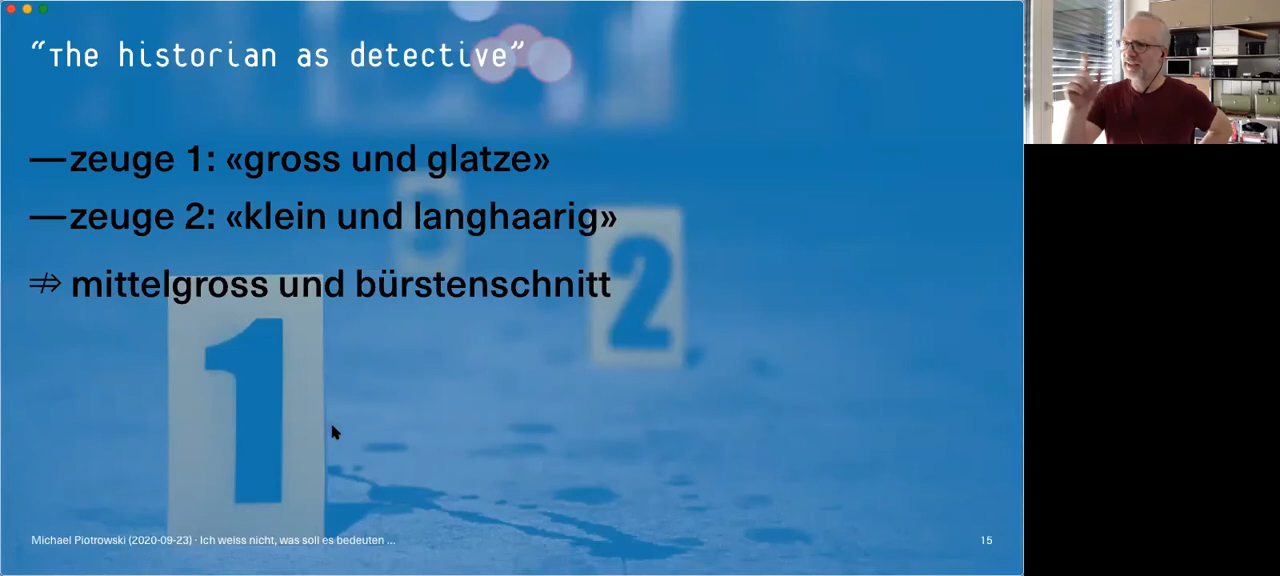 “The historian as detective”
—zeuge 1: «gross und glatze»
—zeuge 2: «klein und langhaarig»
⇏ mittelgross und bürstenschnitt
1
2
Michael Piotrowski (2020-09-23) · Ich weiss nicht, was soll es bedeuten ...
15